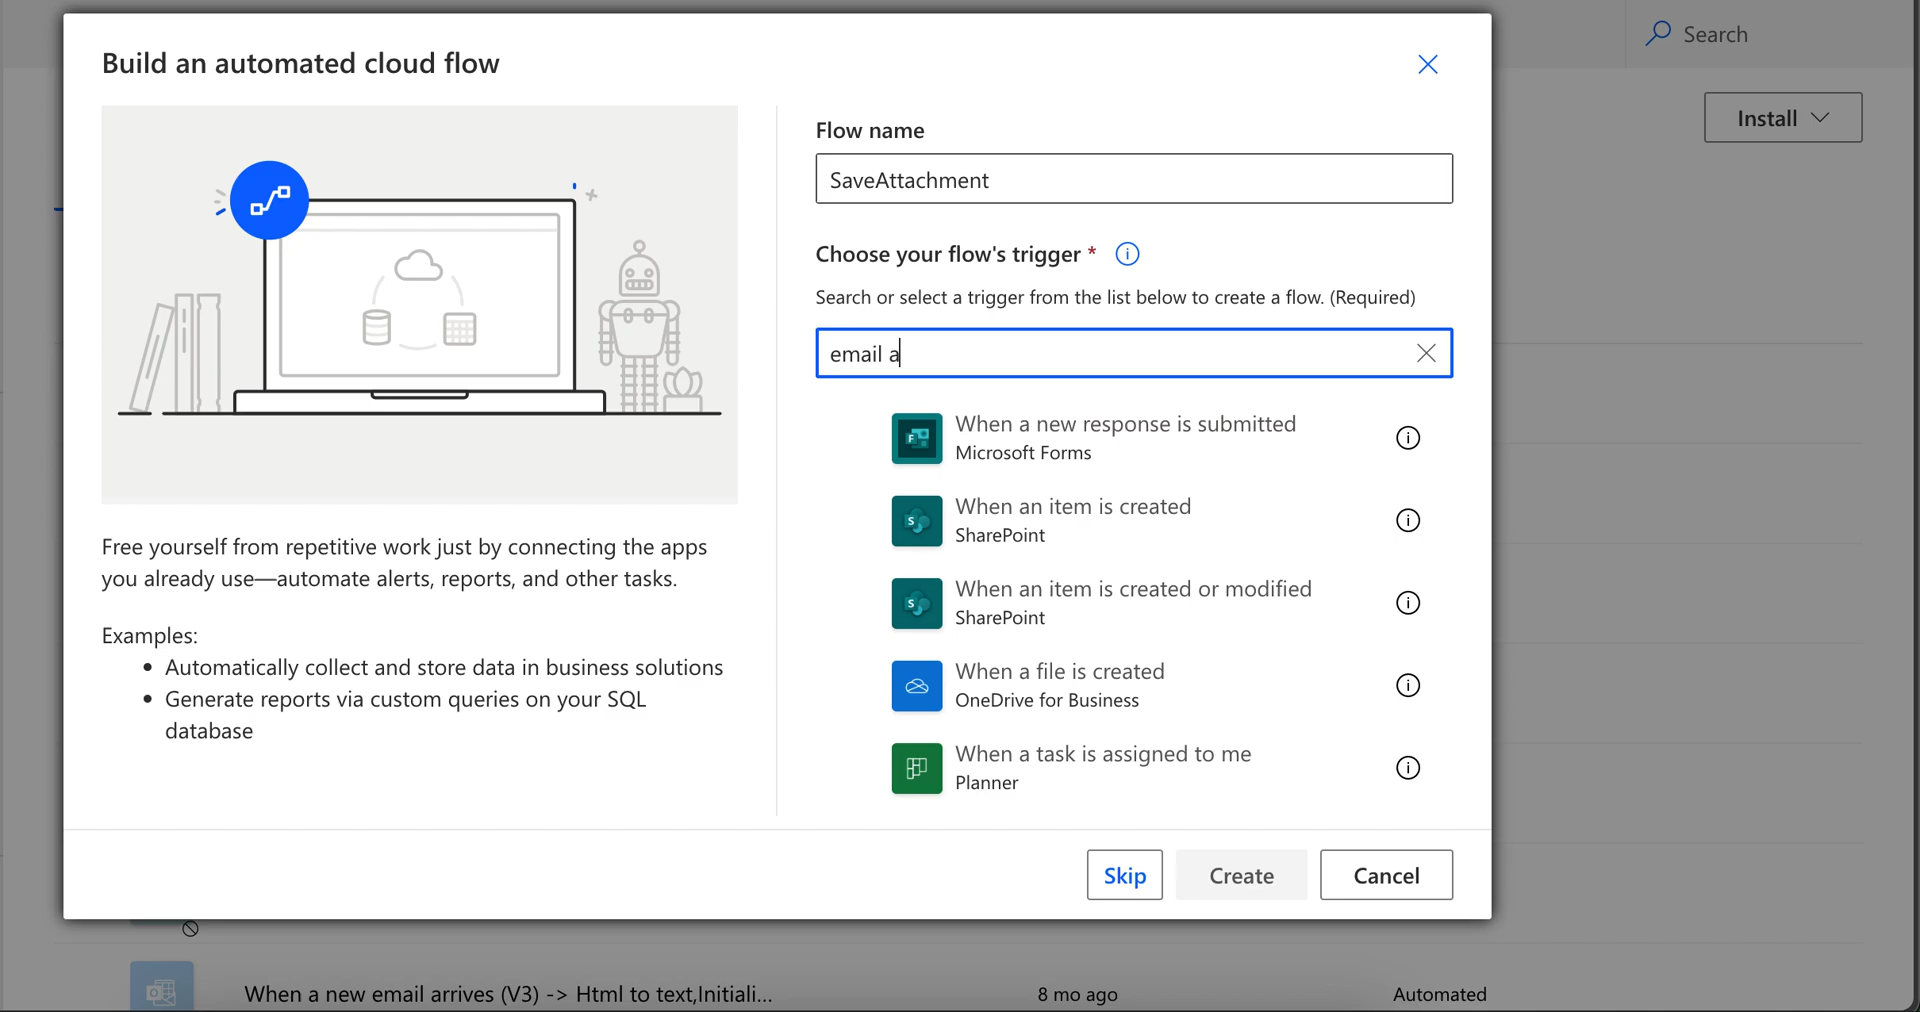 Search
Install
Build an automated cloud flow
Flow name
SaveAttachment
Choose your flow's trigger *
Search or select a trigger from the list below to create a flow. (Required)
email a
When a new response is submitted
Microsoft Forms
When an item is created
SharePoint
When an item is created or modified
SharePoint
When a file is created
OneDrive for Business
When a task is assigned to me
Planner
Free yourself from repetitive work just by connecting the apps
you already use—automate alerts, reports, and other tasks.
Examples:
• Automatically collect and store data in business solutions
• Generate reports via custom queries on your SQL
database
Skip
Create
Cancel
When a new email arrives (V3) -> Html to text,Initiali...
8 mo ago
Automated